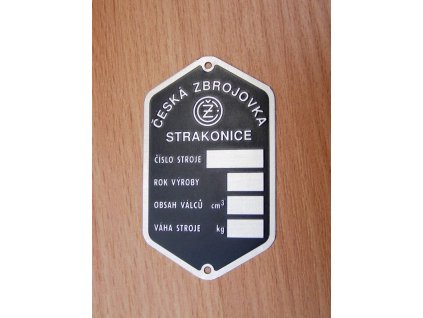 ČESKÁ ZBROJOVKA
ČZ
STRAKONICE
ČÍSLO STROJE
ROK VÝROBY
OBSAH VÁLCŮ cm³
VÁHA STROJE kg